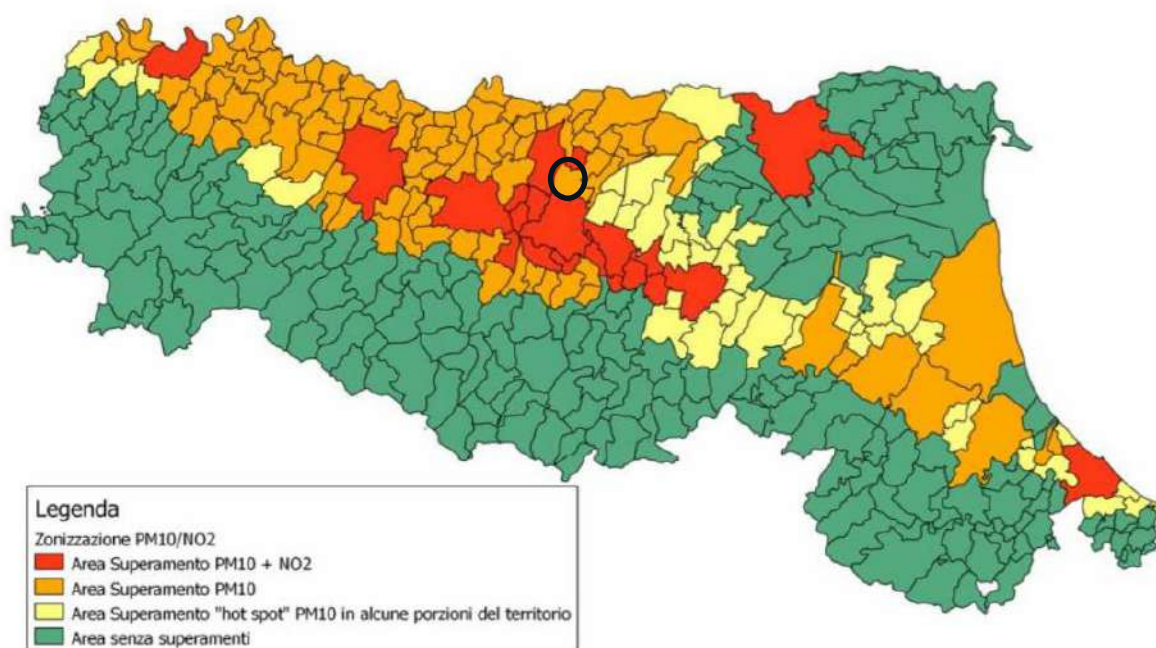 Legenda
Zonizzazione PM10/NO2
Area Superamento PM10 + NO2
Area Superamento PM10
Area Superamento "hot spot" PM10 in alcune porzioni del territorio
Area senza superamenti